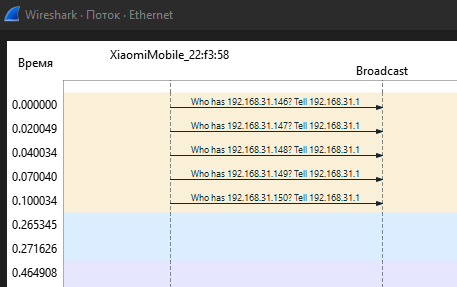 Wireshark · Поток · Ethernet
XiaomiMobile_22:f3:58
Время
Broadcast
0.000000 Who has 192.168.31.146? Tell 192.168.31.1
0.020049 Who has 192.168.31.147? Tell 192.168.31.1
0.040034 Who has 192.168.31.148? Tell 192.168.31.1
0.070040 Who has 192.168.31.149? Tell 192.168.31.1
0.100034 Who has 192.168.31.150? Tell 192.168.31.1
0.265345
0.271626
0.464908